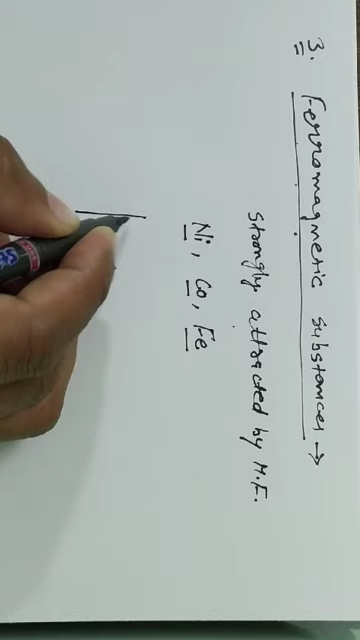 3. Ferromagnetic substances →
Strongly attracted by M.F.
Ni, Co, Fe